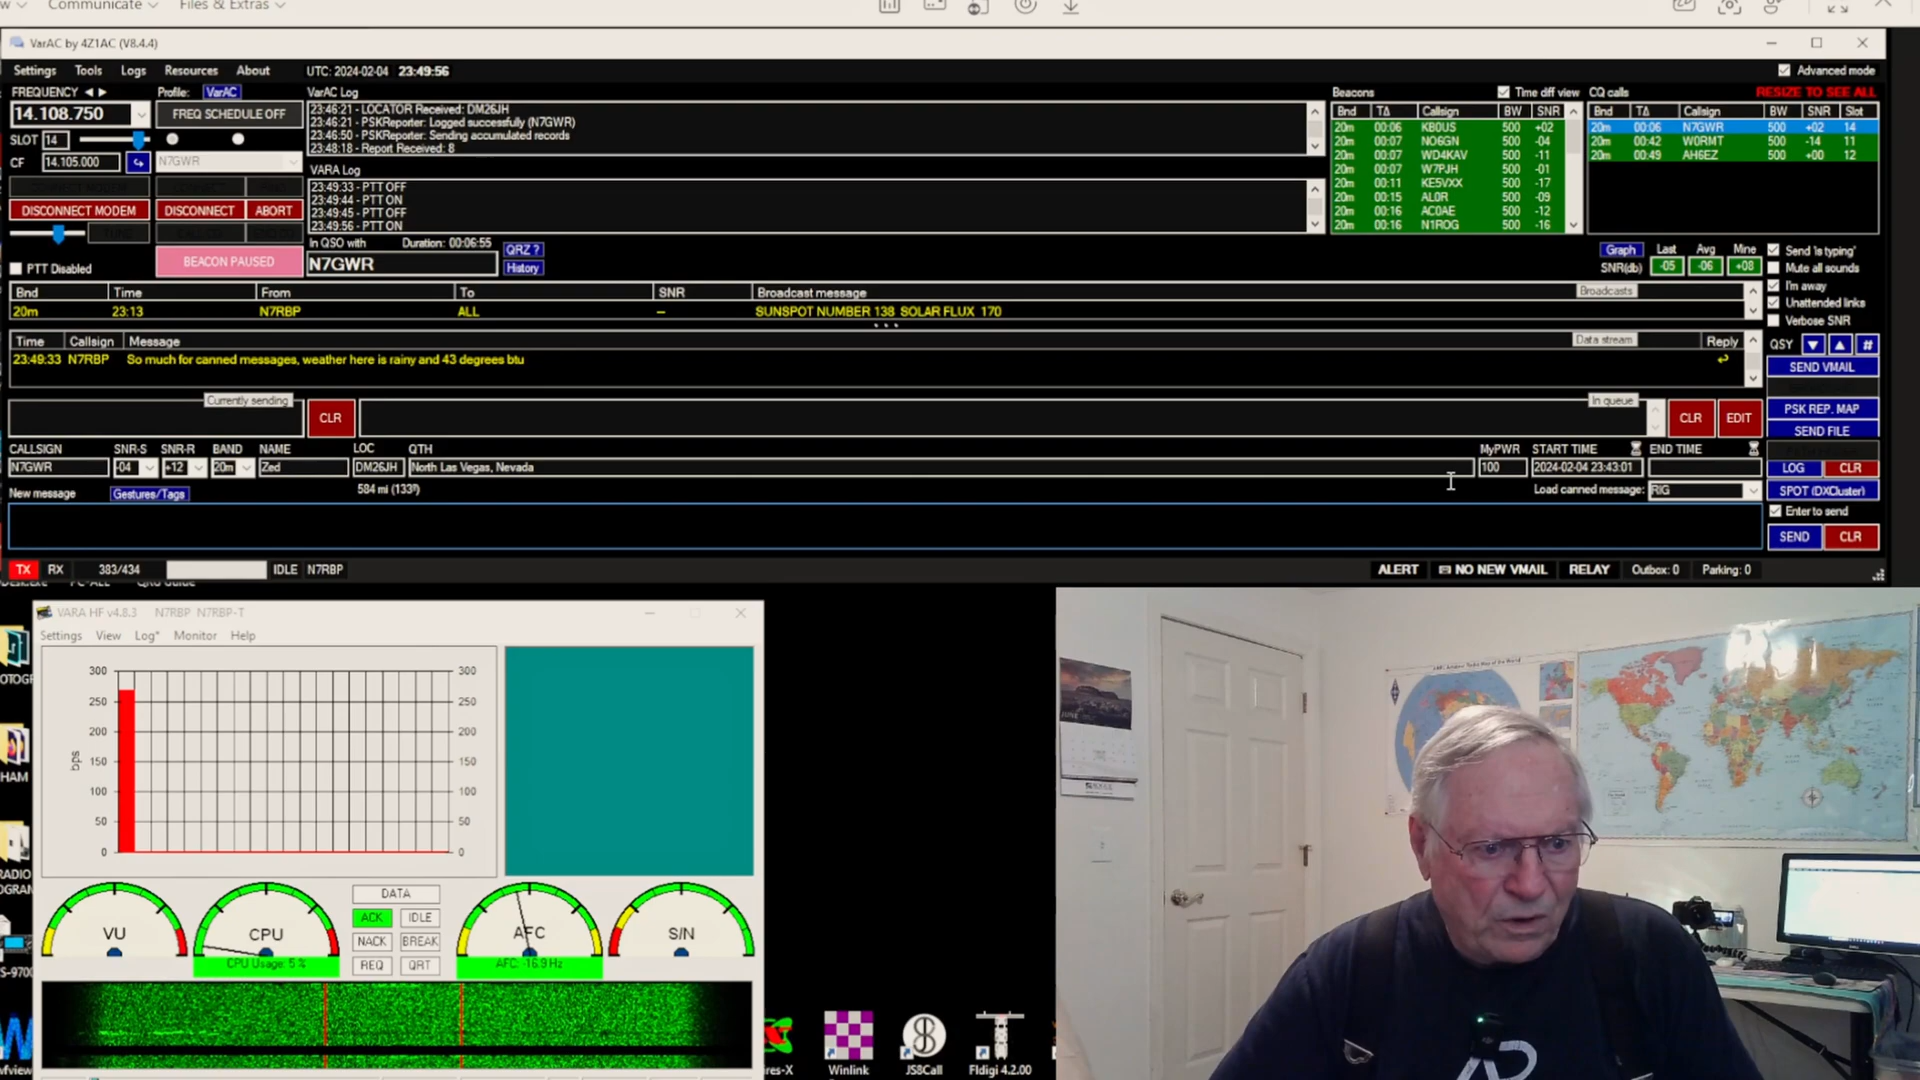 Communicate
Files & Extras
VarAC by 4Z1AC (V8.4.4)
Settings Tools Logs Resources About UTC: 2024-02-04 23:49:56 Advanced mode
FREQUENCY Profile: VarAC VarAC Log Beacons Time diff view CQ calls RESIZE TO SEE ALL
14.108.750 FREQ SCHEDULE OFF
SLOT 14
CF 14.105.000 N7GWR
23:46:21 - LOCATOR Received: DM26JH
23:46:21 - PSKReporter: Logged successfully (N7GWR)
23:46:50 - PSKReporter: Sending accumulated records
23:48:18 - Report Received: 8
VARA Log
23:49:33 - PTT OFF
23:49:44 - PTT ON
23:49:45 - PTT OFF
23:49:56 - PTT ON
Bnd TΔ Callsign BW SNR
20m 00:06 KB0US 500 +02
20m 00:07 NO6GN 500 -04
20m 00:07 WD4KAV 500 -11
20m 00:07 W7PJH 500 -01
20m 00:11 KE5VXX 500 -17
20m 00:15 AL0R 500 -09
20m 00:16 AC0AE 500 -12
20m 00:16 N1ROG 500 -16
Bnd TΔ Callsign BW SNR Slot
20m 00:06 N7GWR 500 +02 14
20m 00:42 W0RMT 500 -14 11
20m 00:49 AH6EZ 500 +00 12
DISCONNECT MODEM DISCONNECT ABORT
PTT Disabled BEACON PAUSED
In QSO with Duration: 00:06:55 QRZ ?
N7GWR History
Graph Last Avg Mine
SNR(db) -05 -06 +08
Send 'is typing'
Mute all sounds
I'm away
Unattended links
Verbose SNR
Bnd Time From To SNR Broadcast message Broadcasts
20m 23:13 N7RBP ALL -- SUNSPOT NUMBER 138 SOLAR FLUX 170
Time Callsign Message Data stream Reply
23:49:33 N7RBP So much for canned messages, weather here is rainy and 43 degrees btu
QSY #
SEND VMAIL
Currently sending CLR In queue CLR EDIT
PSK REP. MAP
SEND FILE
CALLSIGN SNR-S SNR-R BAND NAME LOC QTH MyPWR START TIME END TIME
N7GWR -04 +12 20m Zed DM26JH North Las Vegas, Nevada 100 2024-02-04 23:43:01
LOG CLR
New message Gestures/Tags 584 mi (133º) Load canned message: RIG
SPOT (DXCluster)
Enter to send
SEND CLR
TX RX 383/434 IDLE N7RBP ALERT NO NEW VMAIL RELAY Outbox: 0 Parking: 0
VARA HF v4.8.3 N7RBP N7RBP-T
Settings View Log* Monitor Help
300 300
250 250
200 200
150 150
100 100
50 50
0 0
bps
VU
CPU
CPU Usage: 5 %
DATA
ACK IDLE
NACK BREAK
REQ QRT
AFC
AFC: -16.9 Hz
S/N
HAM
RADIO
S-9700
Winlink
JS8Call
Fldigi 4.2.00
JUNE